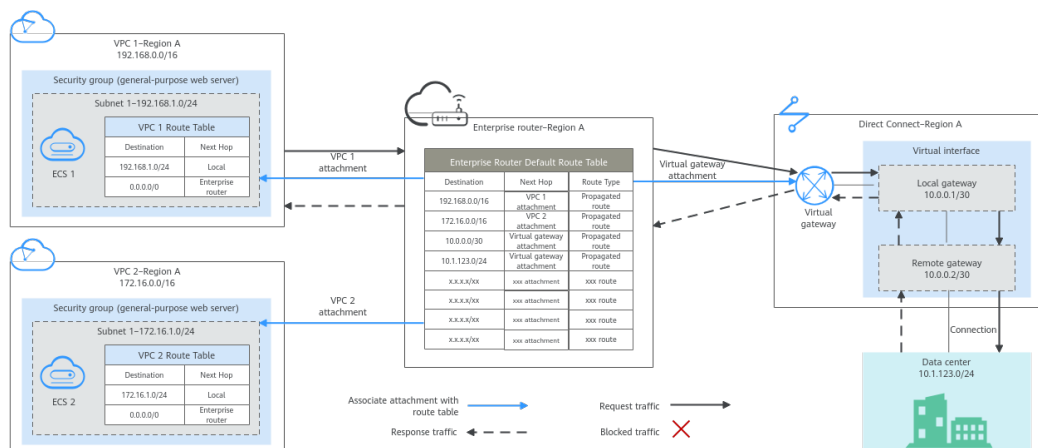 VPC 1–Region A
192.168.0.0/16
Security group (general-purpose web server)
Subnet 1–192.168.1.0/24
ECS 1
VPC 1 Route Table
Destination Next Hop
192.168.1.0/24 Local
0.0.0.0/0 Enterprise
router
VPC 2–Region A
172.16.0.0/16
Security group (general-purpose web server)
Subnet 1–172.16.1.0/24
ECS 2
VPC 2 Route Table
Destination Next Hop
172.16.1.0/24 Local
0.0.0.0/0 Enterprise
router
VPC 1
attachment
VPC 2
attachment
Enterprise router–Region A
Enterprise Router Default Route Table
Destination Next Hop Route Type
192.168.0.0/16 VPC 1
attachment Propagated
route
172.16.0.0/16 VPC 2
attachment Propagated
route
10.0.0.0/30 Virtual gateway
attachment Propagated
route
10.1.123.0/24 Virtual gateway
attachment Propagated
route
x.x.x.x/xx xxx attachment xxx route
x.x.x.x/xx xxx attachment xxx route
x.x.x.x/xx xxx attachment xxx route
x.x.x.x/xx xxx attachment xxx route
Virtual gateway
attachment
Direct Connect–Region A
Virtual
gateway
Virtual interface
Local gateway
10.0.0.1/30
Remote gateway
10.0.0.2/30
Connection
Data center
10.1.123.0/24
Associate attachment with
route table
Request traffic
Response traffic
Blocked traffic